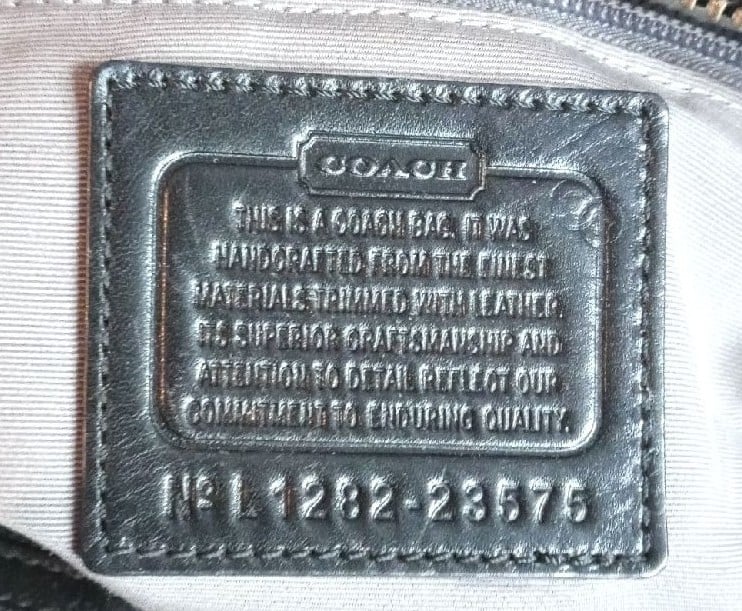 COACH
THIS IS A COACH BAG. IT WAS
HANDCRAFTED FROM THE FINEST
MATERIALS TRIMMED WITH LEATHER.
ITS SUPERIOR CRAFTSMANSHIP AND
ATTENTION TO DETAIL REFLECT OUR
COMMITMENT TO ENDURING QUALITY.
Nº L1282-23575